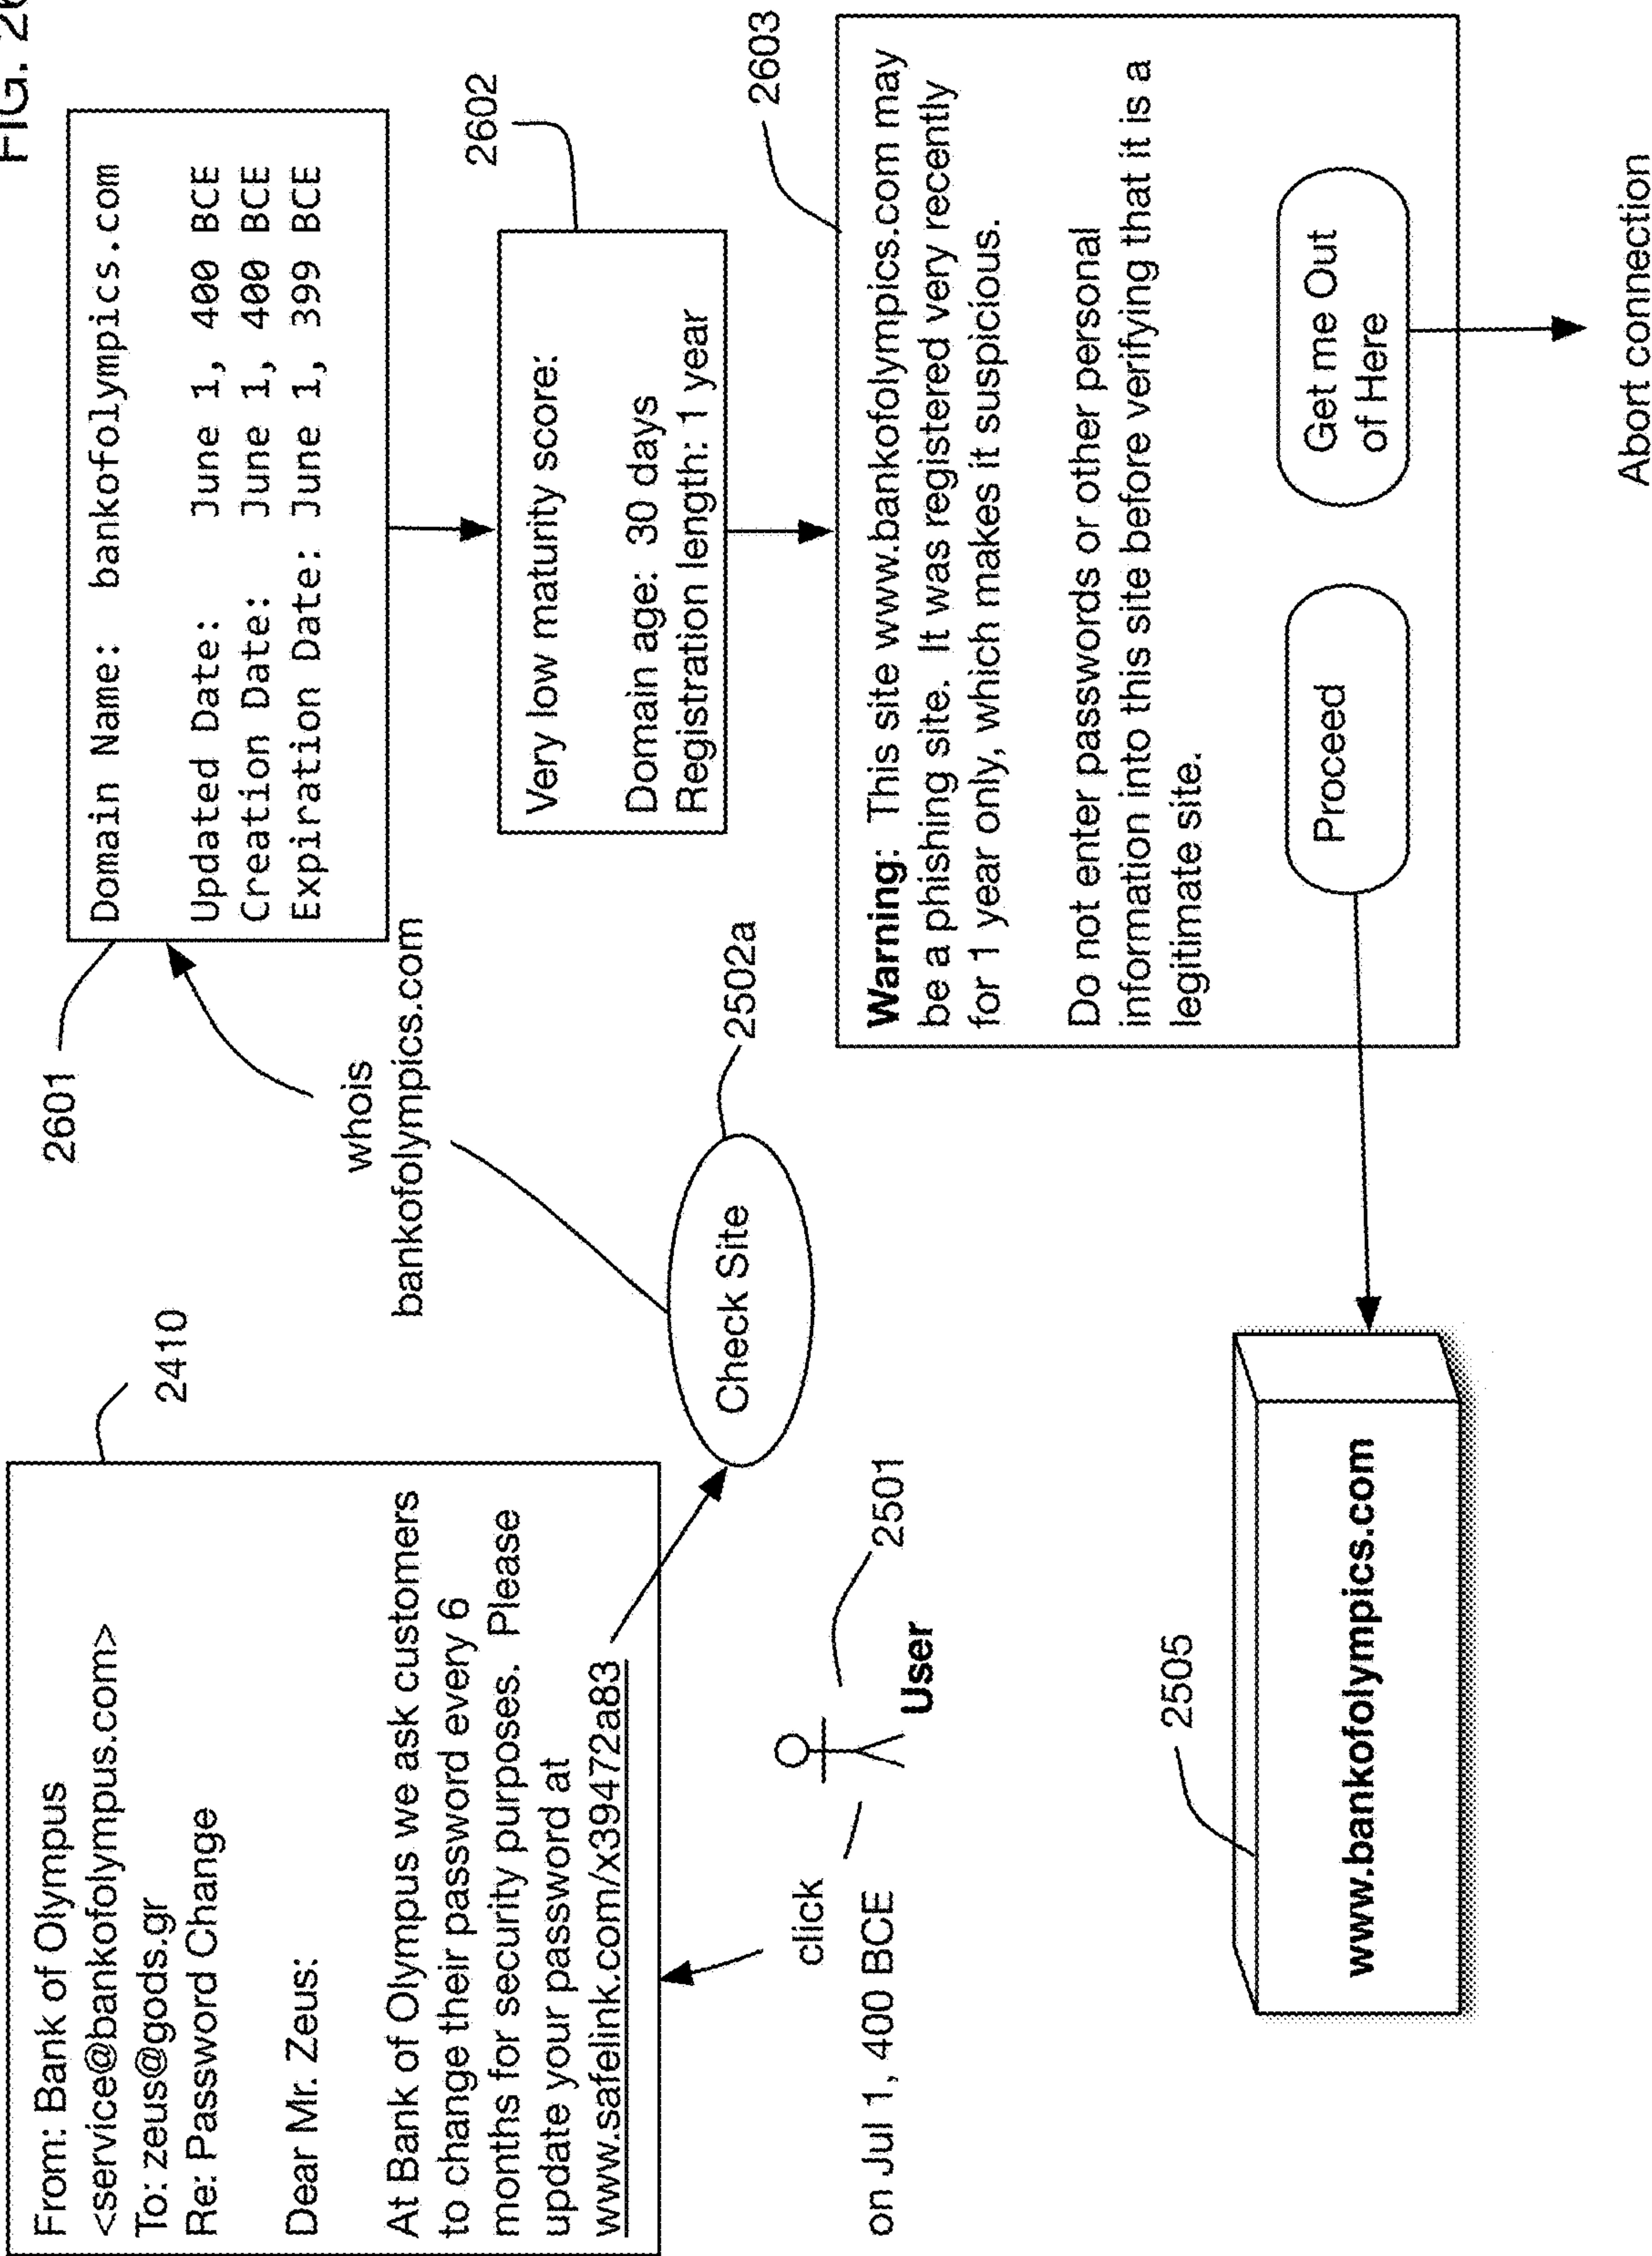 FIG. 26
From: Bank of Olympus
<service@bankofolympus.com>
To: zeus@gods.gr
Re: Password Change
Dear Mr. Zeus:
At Bank of Olympus we ask customers
to change their password every 6
months for security purposes.  Please
update your password at
www.safelink.com/x39472a83
2410
click
on Jul 1, 400 BCE
User
2501
Check Site
2502a
whois
bankofolympics.com
2601
Domain Name:  bankofolympics.com
Updated Date:    June 1, 400 BCE
Creation Date:   June 1, 400 BCE
Expiration Date: June 1, 399 BCE
2602
Very low maturity score:
Domain age:  30 days
Registration length: 1 year
2603
Warning: This site www.bankofolympics.com may
be a phishing site.  It was registered very recently
for 1 year only, which makes it suspicious.
Do not enter passwords or other personal
information into this site before verifying that it is a
legitimate site.
Proceed
Get me Out
of Here
Abort connection
2505
www.bankofolympics.com